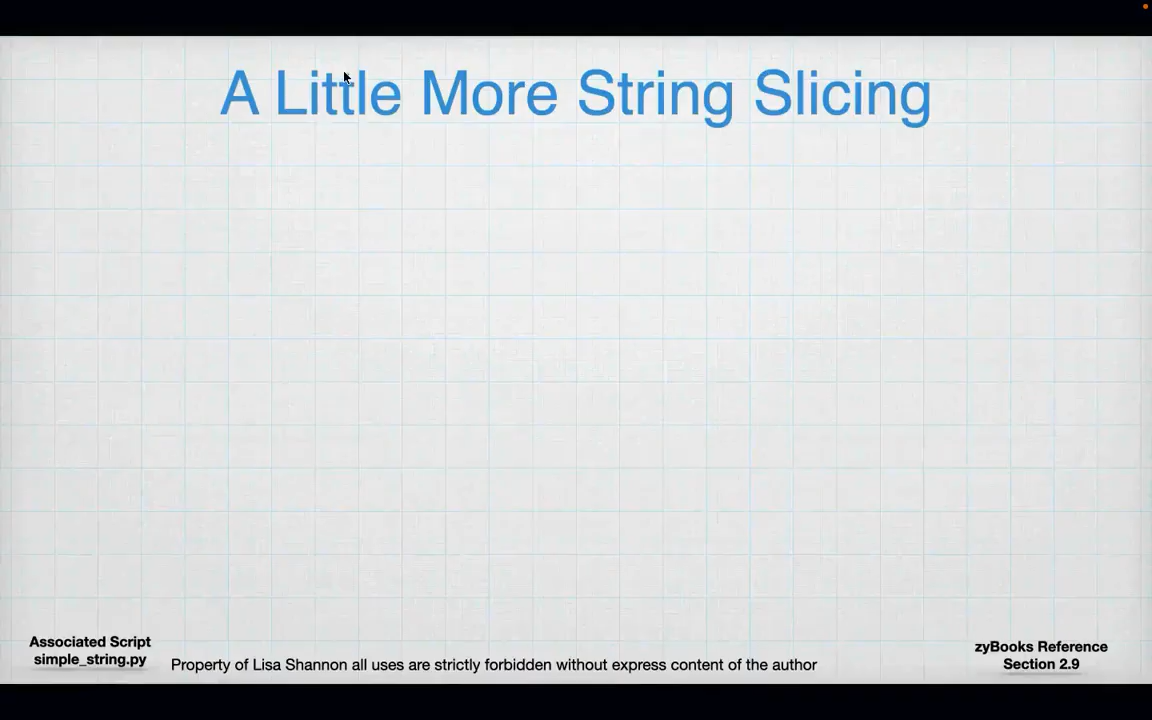 A Little More String Slicing
Associated Script
simple_string.py
Property of Lisa Shannon all uses are strictly forbidden without express content of the author
zyBooks Reference
Section 2.9